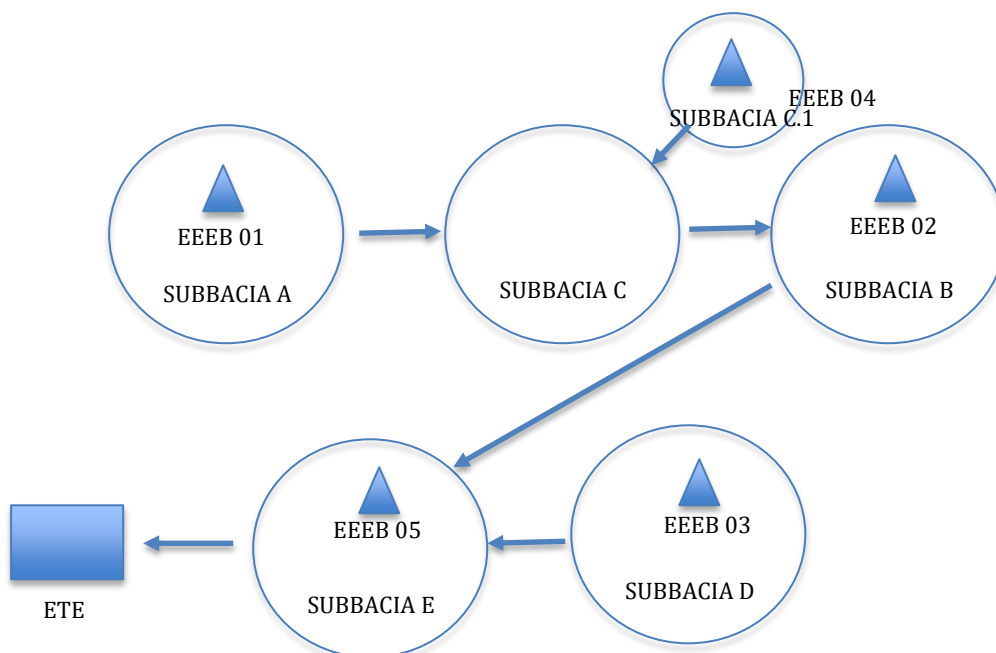 EEEB 04
SUBBACIA C.1
EEEB 01
SUBBACIA A
SUBBACIA C
EEEB 02
SUBBACIA B
EEEB 05
SUBBACIA E
EEEB 03
SUBBACIA D
ETE